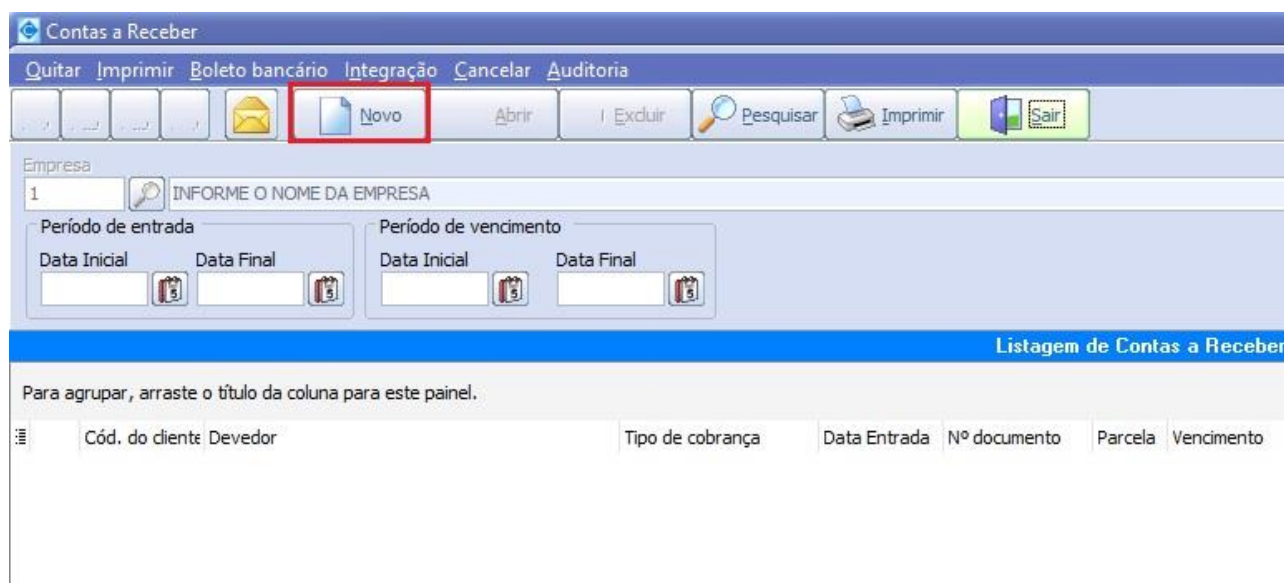 Contas a Receber
Quitar Imprimir Boleto bancário Integração Cancelar Auditoria
Novo Abrir Excluir Pesquisar Imprimir Sair
Empresa
1 INFORME O NOME DA EMPRESA
Período de entrada Período de vencimento
Data Inicial Data Final Data Inicial Data Final
Listagem de Contas a Receber
Para agrupar, arraste o título da coluna para este painel.
Cód. do cliente Devedor Tipo de cobrança Data Entrada Nº documento Parcela Vencimento